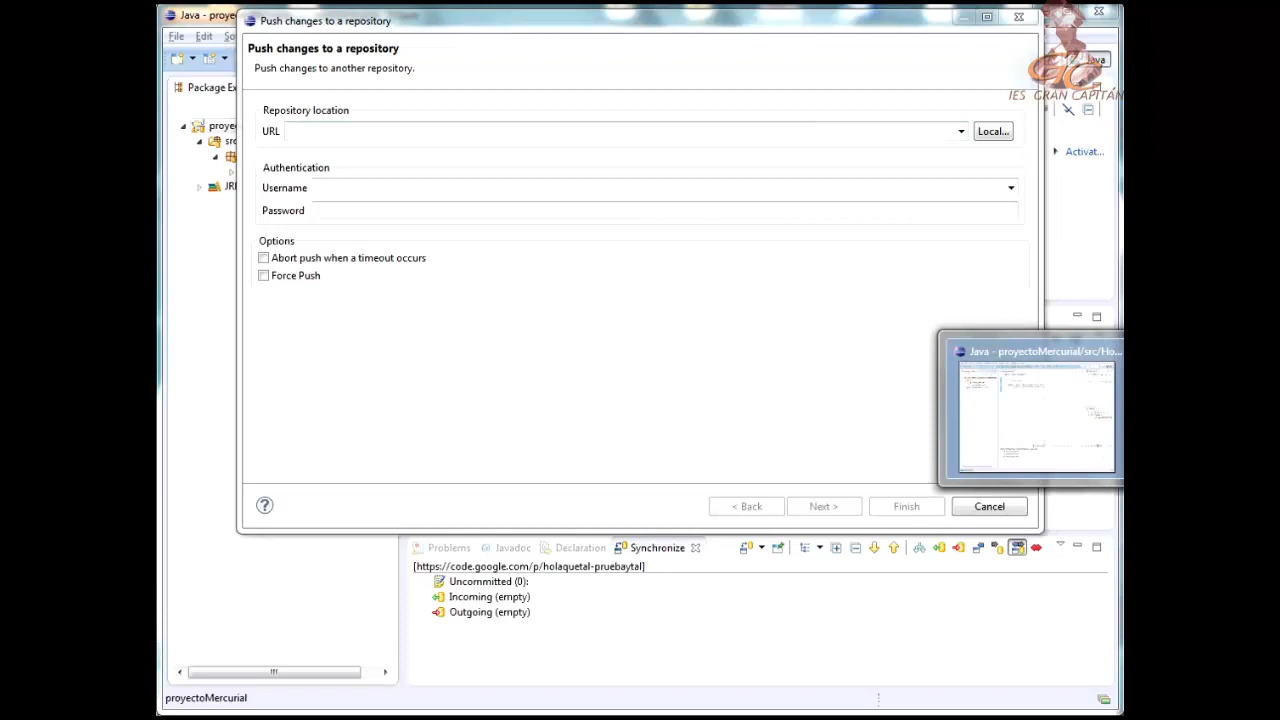 Java - proye
Push changes to a repository
File Edit So
Push changes to a repository
Push changes to another repository.
Java
IES GRAN CAPITÁN
Package Ex
Repository location
URL
Local...
proye
src
JR
Activat...
Authentication
Username
Password
Options
Abort push when a timeout occurs
Force Push
Java - proyectoMercurial/src/Ho...
?
< Back Next > Finish Cancel
Problems Javadoc Declaration Synchronize
[https://code.google.com/p/holaquetal-pruebaytal]
Uncommitted (0):
Incoming (empty)
Outgoing (empty)
proyectoMercurial